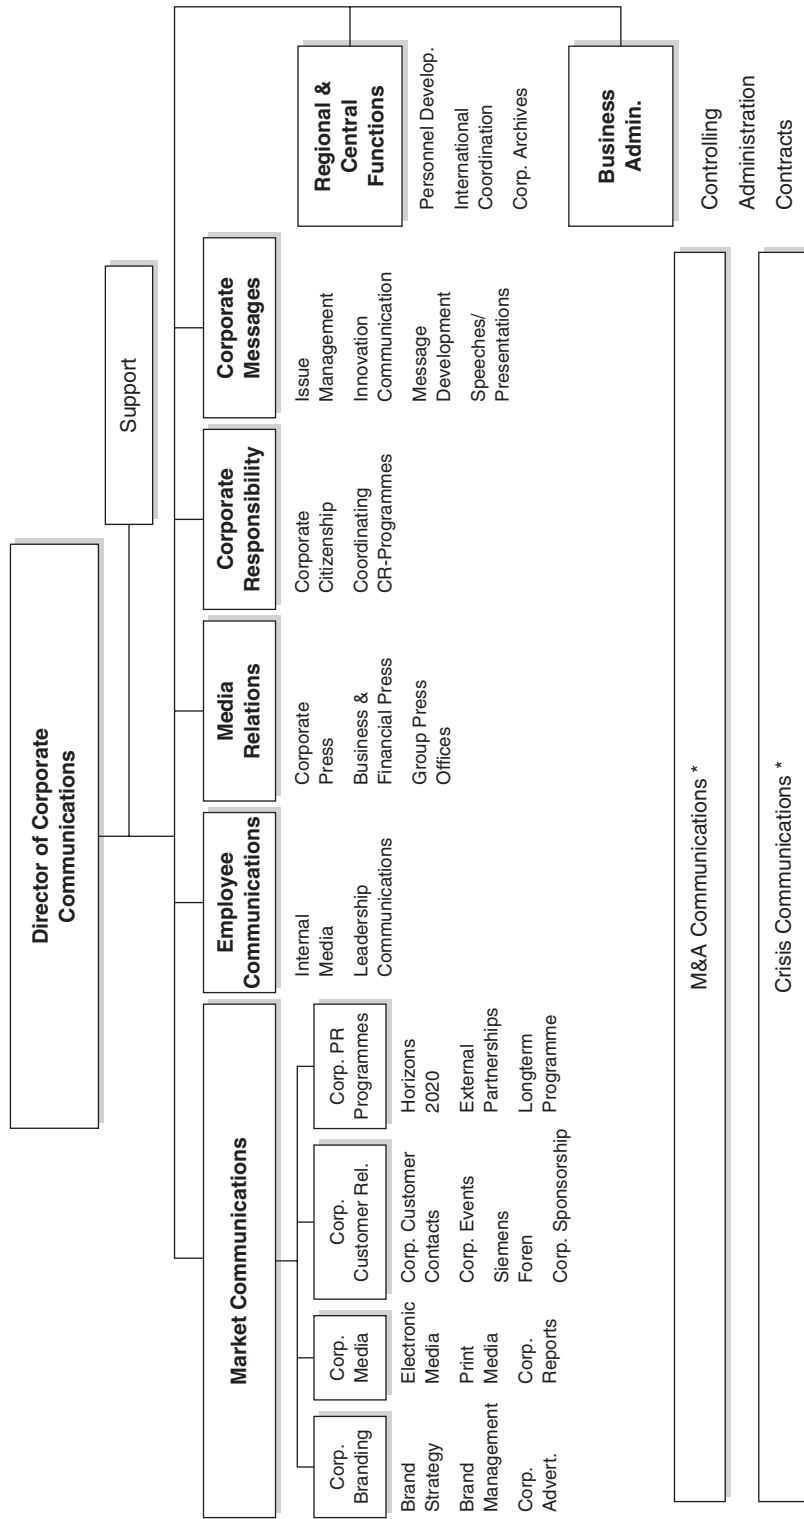 Director of Corporate
Communications
Support
Market Communications
Corp.
Branding
Brand
Strategy
Brand
Management
Corp.
Advert.
Corp.
Media
Electronic
Media
Print
Media
Corp.
Reports
Corp.
Customer Rel.
Corp. Customer
Contacts
Corp. Events
Siemens
Foren
Corp. Sponsorship
Corp. PR
Programmes
Horizons
2020
External
Partnerships
Longterm
Programme
Employee
Communications
Internal
Media
Leadership
Communications
Media
Relations
Corporate
Press
Business &
Financial Press
Group Press
Offices
Corporate
Responsibility
Corporate
Citizenship
Coordinating
CR-Programmes
Corporate
Messages
Issue
Management
Innovation
Communication
Message
Development
Speeches/
Presentations
Regional &
Central
Functions
Personnel Develop.
International
Coordination
Corp. Archives
Business
Admin.
Controlling
Administration
Contracts
M&A Communications *
Crisis Communications *